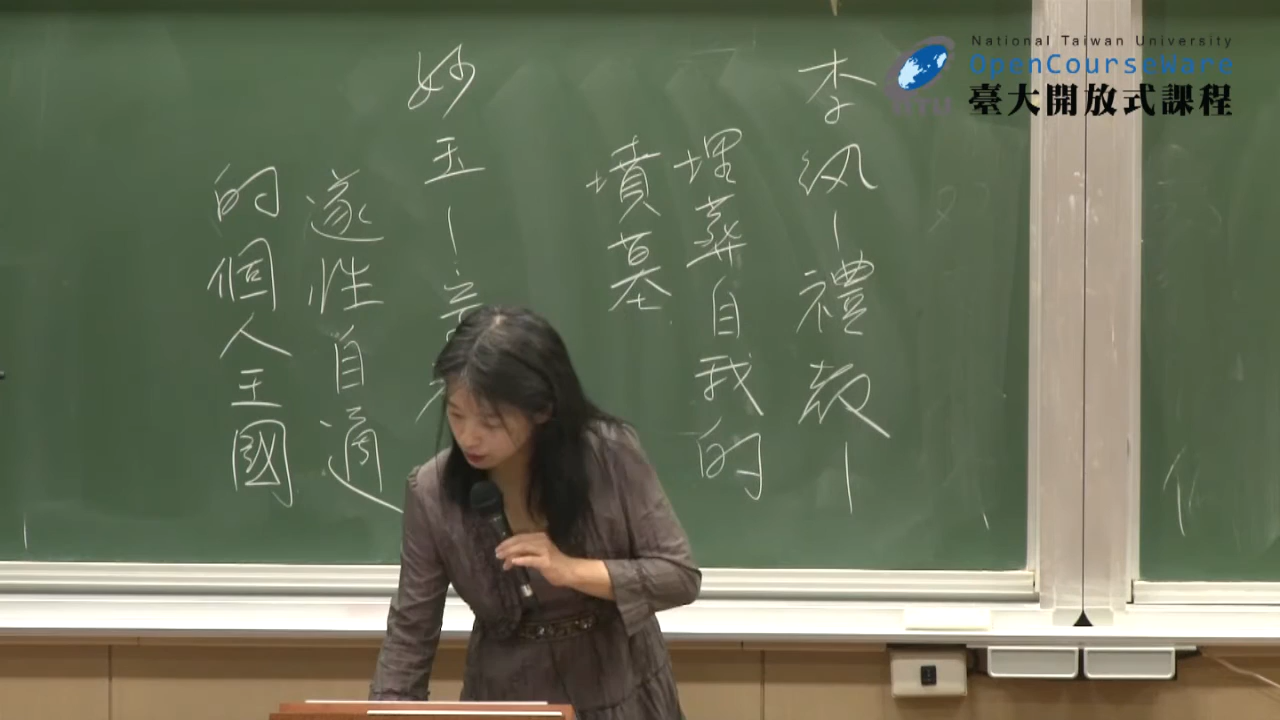 National Taiwan University
OpenCourseWare
臺大開放式課程
NTU
李紈－禮教－
埋葬自我的
墳墓
妙玉－
遂性自適
的個人王國